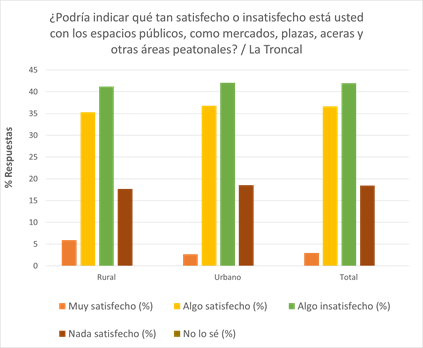 ¿Podría indicar qué tan satisfecho o insatisfecho está usted
con los espacios públicos, como mercados, plazas, aceras y
otras áreas peatonales? / La Troncal
% Respuestas
45
40
35
30
25
20
15
10
5
0
Rural Urbano Total
Muy satisfecho (%) Algo satisfecho (%) Algo insatisfecho (%)
Nada satisfecho (%) No lo sé (%)